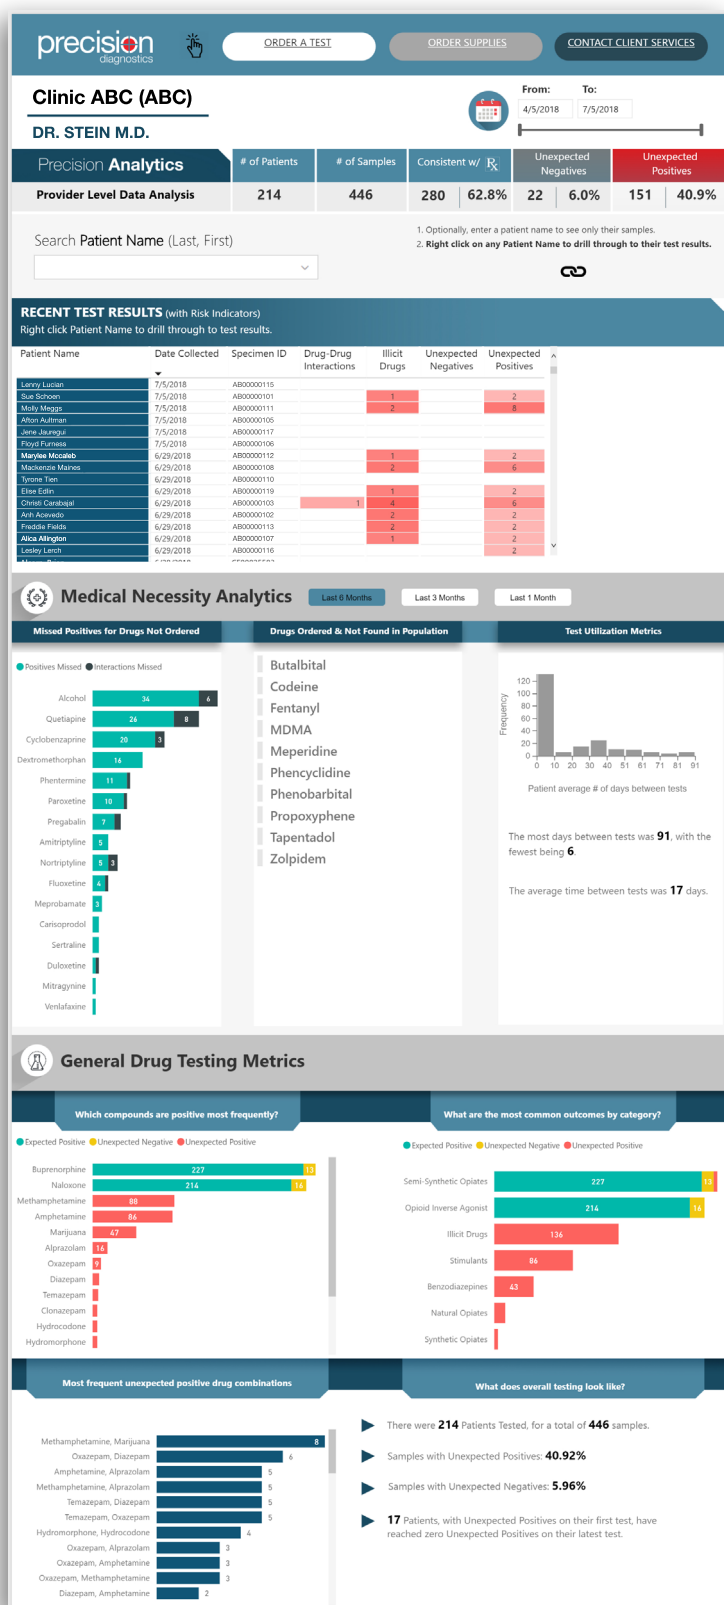 precision
diagnostics
ORDER A TEST
ORDER SUPPLIES
CONTACT CLIENT SERVICES
Clinic ABC (ABC)
DR. STEIN M.D.
From: To:
4/5/2018 7/5/2018
Precision Analytics
# of Patients # of Samples Consistent w/ Rx Unexpected Negatives Unexpected Positives
Provider Level Data Analysis 214 446 280 62.8% 22 6.0% 151 40.9%
Search Patient Name (Last, First)
1. Optionally, enter a patient name to see only their samples.
2. Right click on any Patient Name to drill through to their test results.
RECENT TEST RESULTS (with Risk Indicators)
Right click Patient Name to drill through to test results.
Patient Name Date Collected Specimen ID Drug-Drug Interactions Illicit Drugs Unexpected Negatives Unexpected Positives
Lenny Lucian 7/5/2018 AB00000115
Sue Schoen 7/5/2018 AB00000101 1 2
Molly Meggs 7/5/2018 AB00000111 2 8
Afton Aultman 7/5/2018 AB00000105
Jene Jauregui 7/5/2018 AB00000117
Floyd Furness 7/5/2018 AB00000106
Marylee Mccaleb 6/29/2018 AB00000112 1 2
Mackenzie Maines 6/29/2018 AB00000108 2 6
Tyrone Tien 6/29/2018 AB00000110
Elise Edlin 6/29/2018 AB00000119 1 2
Christi Carabajal 6/29/2018 AB00000103 1 4 6
Anh Acevedo 6/29/2018 AB00000102 2 2
Freddie Fields 6/29/2018 AB00000113 2 2
Alica Allington 6/29/2018 AB00000107 1 2
Lesley Lerch 6/29/2018 AB00000116 2
Medical Necessity Analytics
Last 6 Months
Last 3 Months
Last 1 Month
Missed Positives for Drugs Not Ordered
Positives Missed Interactions Missed
Alcohol 34 6
Quetiapine 26 8
Cyclobenzaprine 20 3
Dextromethorphan 16
Phentermine 11
Paroxetine 10
Pregabalin 7
Amitriptyline 5
Nortriptyline 5 3
Fluoxetine 4
Meprobamate 3
Carisoprodol
Sertraline
Duloxetine
Mitragynine
Venlafaxine
Drugs Ordered & Not Found in Population
Butalbital
Codeine
Fentanyl
MDMA
Meperidine
Phencyclidine
Phenobarbital
Propoxyphene
Tapentadol
Zolpidem
Test Utilization Metrics
Frequency
120
100
80
60
40
20
0
0 10 20 30 40 51 61 71 81 91
Patient average # of days between tests
The most days between tests was 91, with the
fewest being 6.
The average time between tests was 17 days.
General Drug Testing Metrics
Which compounds are positive most frequently?
Expected Positive Unexpected Negative Unexpected Positive
Buprenorphine 227 13
Naloxone 214 16
Methamphetamine 88
Amphetamine 86
Marijuana 47
Alprazolam 16
Oxazepam 9
Diazepam
Temazepam
Clonazepam
Hydrocodone
Hydromorphone
What are the most common outcomes by category?
Expected Positive Unexpected Negative Unexpected Positive
Semi-Synthetic Opiates 227 13
Opioid Inverse Agonist 214 16
Illicit Drugs 136
Stimulants 86
Benzodiazepines 43
Natural Opiates
Synthetic Opiates
Most frequent unexpected positive drug combinations
Methamphetamine, Marijuana 8
Oxazepam, Diazepam 6
Amphetamine, Alprazolam 5
Methamphetamine, Alprazolam 5
Temazepam, Diazepam 5
Temazepam, Oxazepam 5
Hydromorphone, Hydrocodone 4
Oxazepam, Alprazolam 3
Oxazepam, Amphetamine 3
Oxazepam, Methamphetamine 3
Diazepam, Amphetamine 2
What does overall testing look like?
There were 214 Patients Tested, for a total of 446 samples.
Samples with Unexpected Positives: 40.92%
Samples with Unexpected Negatives: 5.96%
17 Patients, with Unexpected Positives on their first test, have
reached zero Unexpected Positives on their latest test.